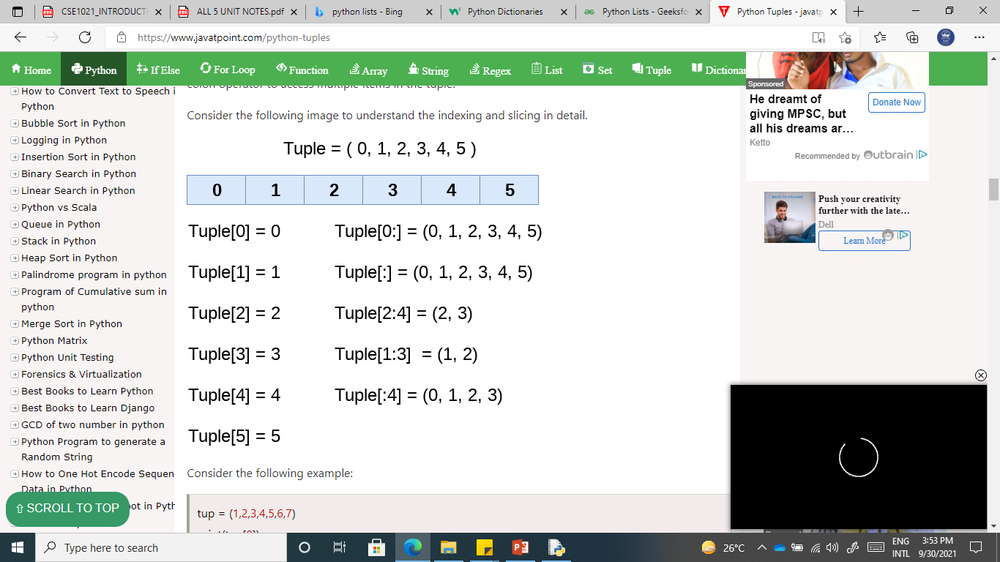 CSE1021_INTRODUCTI
ALL 5 UNIT NOTES.pdf
python lists - Bing
Python Dictionaries
Python Lists - Geeksfo
Python Tuples - javatp
https://www.javatpoint.com/python-tuples
Home
Python
If Else
For Loop
Function
Array
String
Regex
List
Set
Tuple
Dictionar
How to Convert Text to Speech i
Python
Bubble Sort in Python
Logging in Python
Insertion Sort in Python
Binary Search in Python
Linear Search in Python
Python vs Scala
Queue in Python
Stack in Python
Heap Sort in Python
Palindrome program in python
Program of Cumulative sum in
python
Merge Sort in Python
Python Matrix
Python Unit Testing
Forensics & Virtualization
Best Books to Learn Python
Best Books to Learn Django
GCD of two number in python
Python Program to generate a
Random String
How to One Hot Encode Sequen
Data in Python
oot in Pyth
⇧ SCROLL TO TOP
colon operator to access multiple items in the tuple.
Consider the following image to understand the indexing and slicing in detail.
Tuple = ( 0, 1, 2, 3, 4, 5 )
0 1 2 3 4 5
Tuple[0] = 0 Tuple[0:] = (0, 1, 2, 3, 4, 5)
Tuple[1] = 1 Tuple[:] = (0, 1, 2, 3, 4, 5)
Tuple[2] = 2 Tuple[2:4] = (2, 3)
Tuple[3] = 3 Tuple[1:3] = (1, 2)
Tuple[4] = 4 Tuple[:4] = (0, 1, 2, 3)
Tuple[5] = 5
Consider the following example:
tup = (1,2,3,4,5,6,7)
Sponsored
He dreamt of
giving MPSC, but
all his dreams ar…
Donate Now
Ketto
Recommended by Outbrain
BACK TO COLLEGE
Push your creativity
further with the late…
Dell
Learn More
Type here to search
26°C
ENG
INTL
3:53 PM
9/30/2021